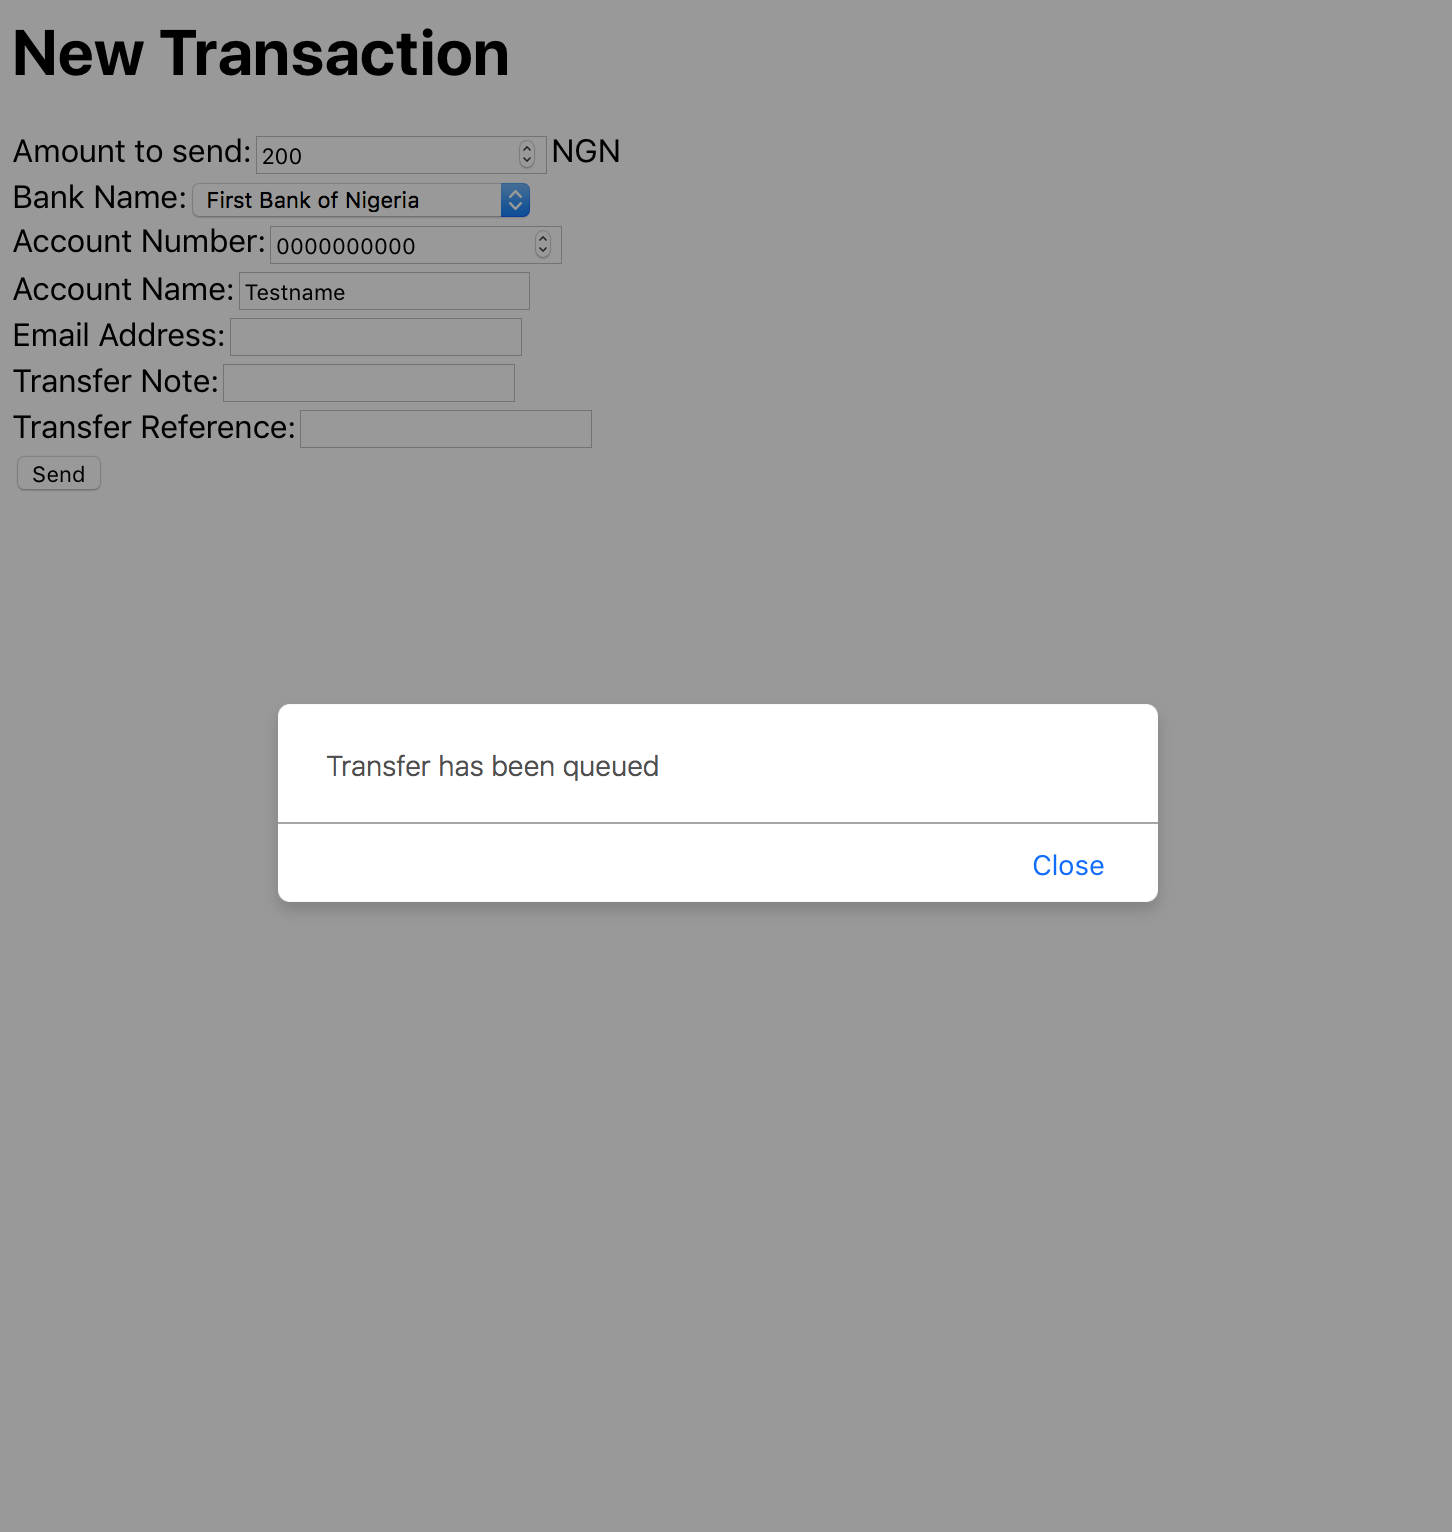 New Transaction
Amount to send: 200 NGN
Bank Name: First Bank of Nigeria
Account Number: 0000000000
Account Name: Testname
Email Address:
Transfer Note:
Transfer Reference:
Send
Transfer has been queued
Close